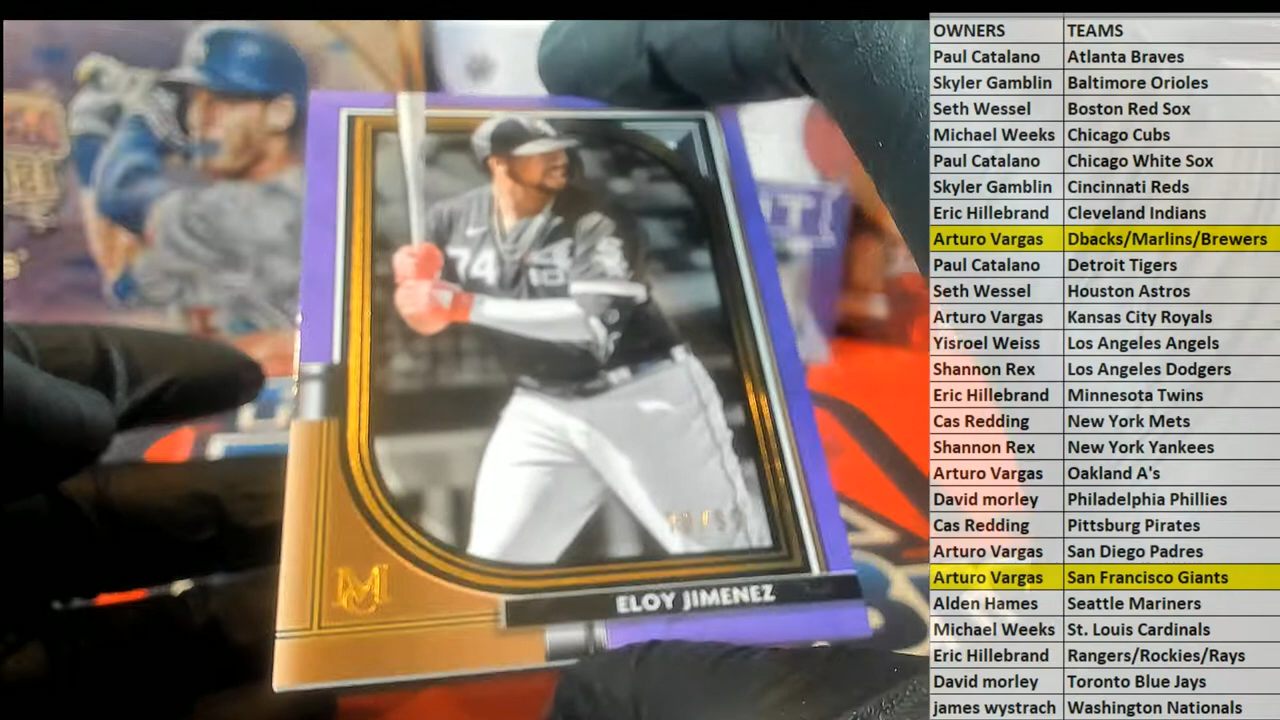 74
ELOY JIMENEZ
OWNERS TEAMS
Paul Catalano Atlanta Braves
Skyler Gamblin Baltimore Orioles
Seth Wessel Boston Red Sox
Michael Weeks Chicago Cubs
Paul Catalano Chicago White Sox
Skyler Gamblin Cincinnati Reds
Eric Hillebrand Cleveland Indians
Arturo Vargas Dbacks/Marlins/Brewers
Paul Catalano Detroit Tigers
Seth Wessel Houston Astros
Arturo Vargas Kansas City Royals
Yisroel Weiss Los Angeles Angels
Shannon Rex Los Angeles Dodgers
Eric Hillebrand Minnesota Twins
Cas Redding New York Mets
Shannon Rex New York Yankees
Arturo Vargas Oakland A's
David morley Philadelphia Phillies
Cas Redding Pittsburg Pirates
Arturo Vargas San Diego Padres
Arturo Vargas San Francisco Giants
Alden Hames Seattle Mariners
Michael Weeks St. Louis Cardinals
Eric Hillebrand Rangers/Rockies/Rays
David morley Toronto Blue Jays
james wystrach Washington Nationals